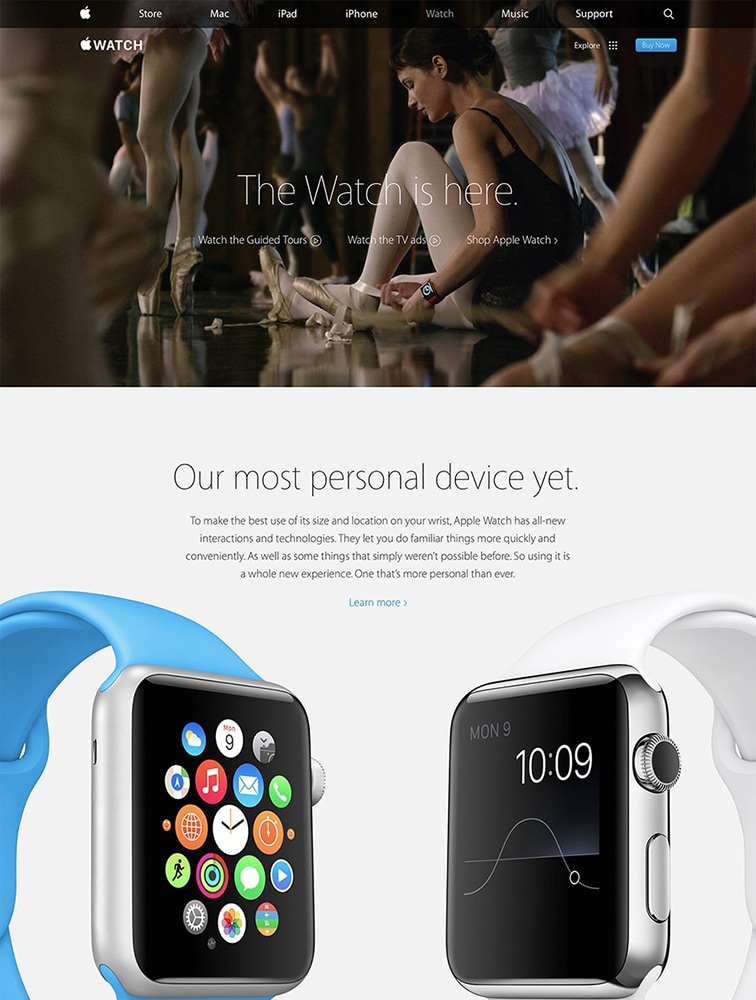 Store Mac iPad iPhone Watch Music Support
WATCH
Explore Buy Now
The Watch is here.
Watch the Guided Tours Watch the TV ads Shop Apple Watch
Our most personal device yet.
To make the best use of its size and location on your wrist, Apple Watch has all-new
interactions and technologies. They let you do familiar things more quickly and
conveniently. As well as some things that simply weren't possible before. So using it is
a whole new experience. One that's more personal than ever.
Learn more
Mon
9
MON 9
10:09